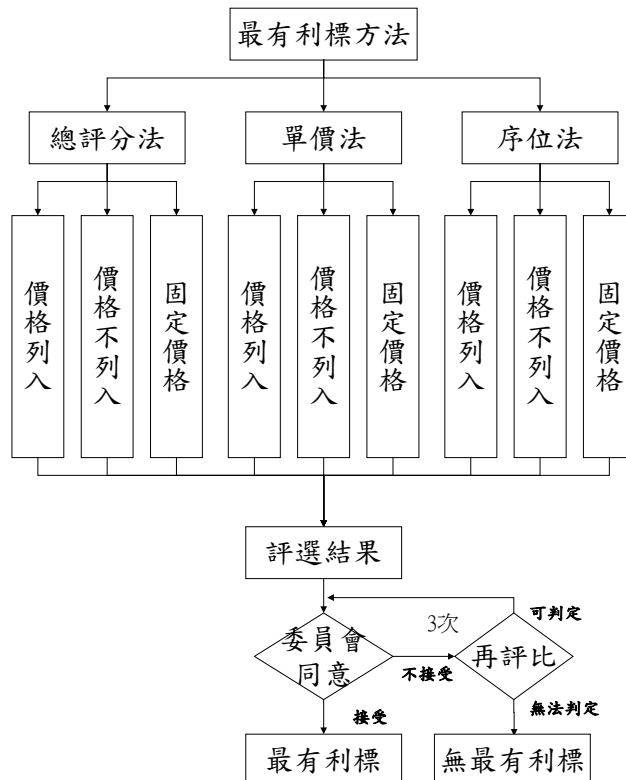 最有利標方法
總評分法
單價法
序位法
價格列入
價格不列入
固定價格
價格列入
價格不列入
固定價格
價格列入
價格不列入
固定價格
評選結果
委員會
同意
3次
可判定
不接受
再評比
接受
無法判定
最有利標
無最有利標